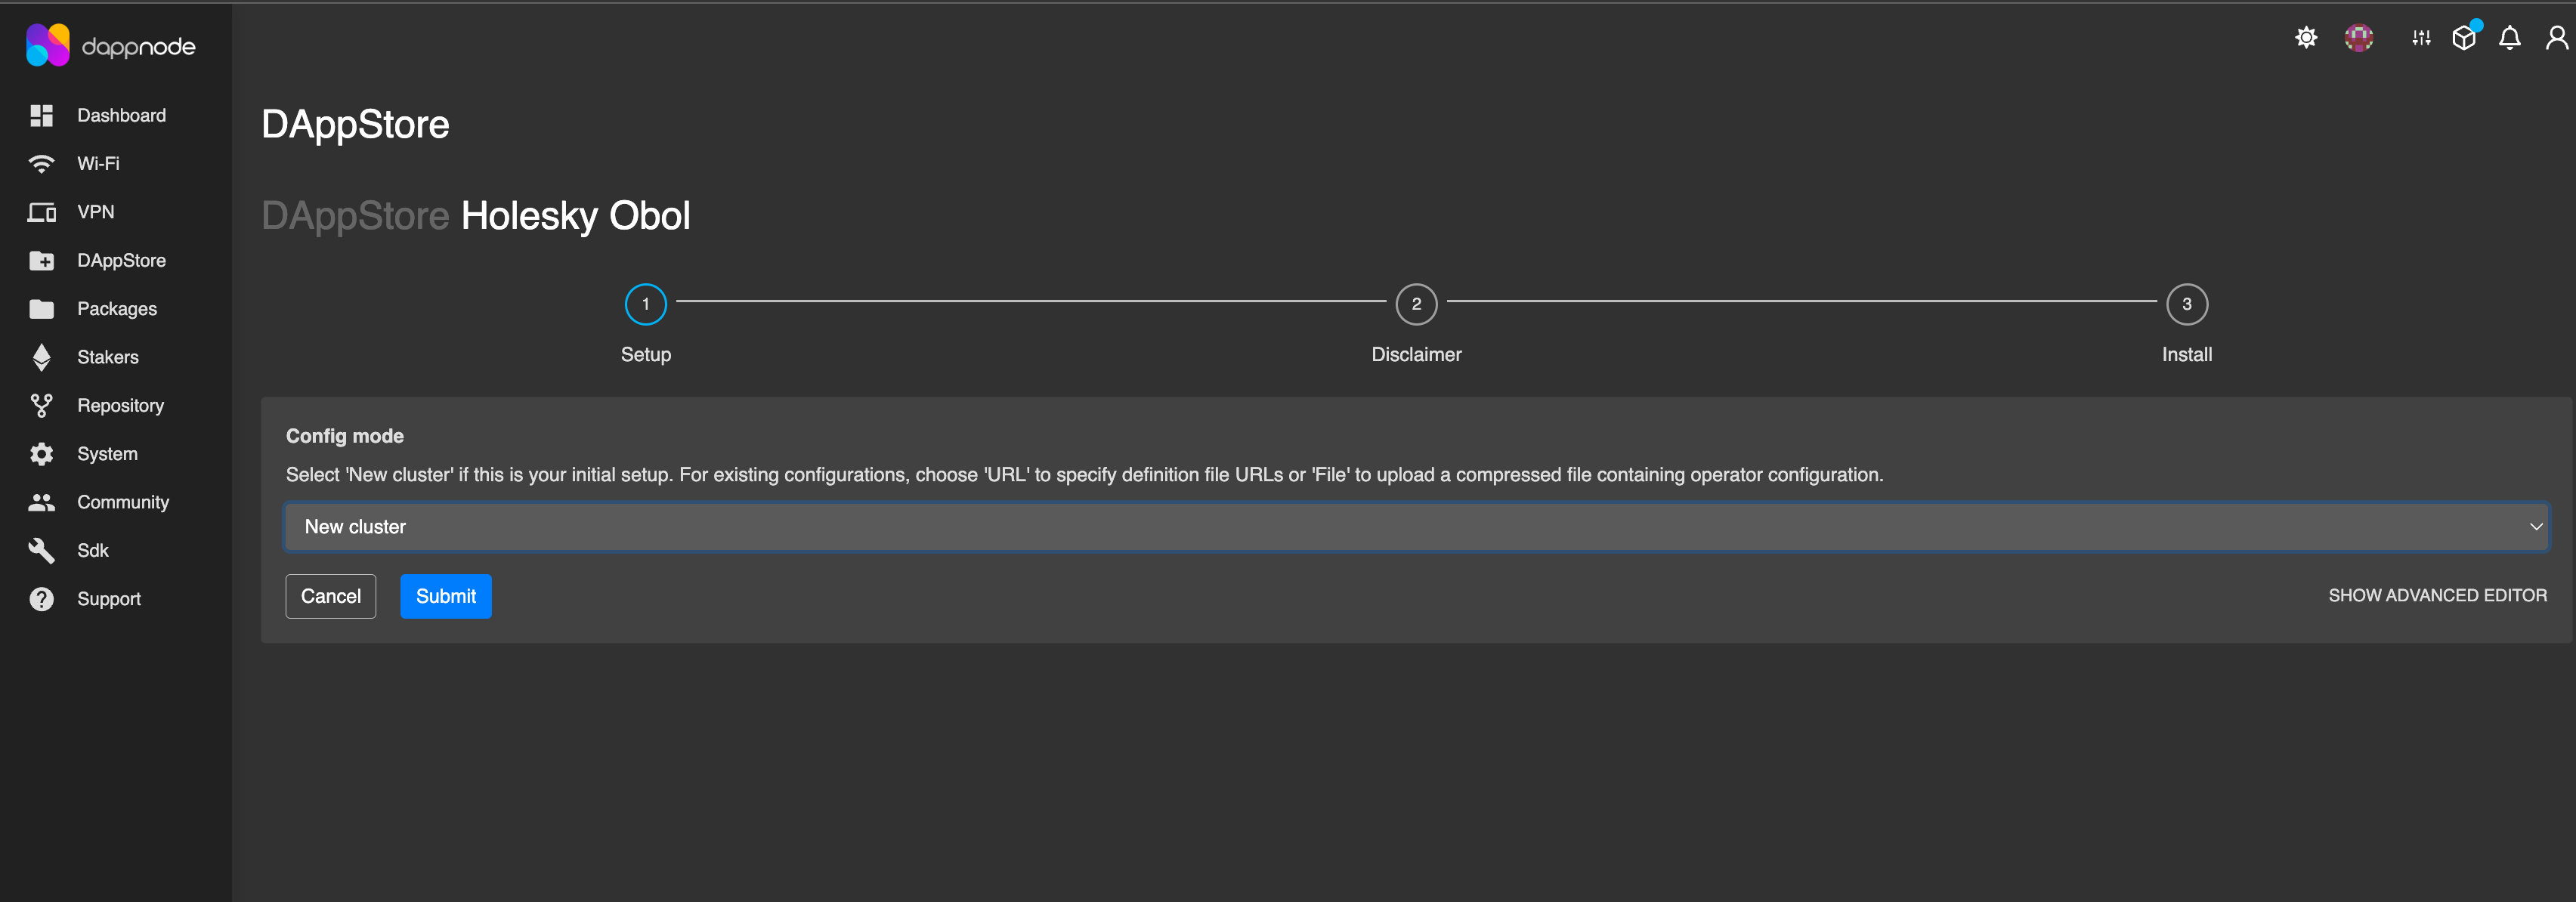 dappnode
Dashboard
Wi-Fi
VPN
DAppStore
Packages
Stakers
Repository
System
Community
Sdk
Support
DAppStore
DAppStore Holesky Obol
1 2 3
Setup Disclaimer Install
Config mode
Select 'New cluster' if this is your initial setup. For existing configurations, choose 'URL' to specify definition file URLs or 'File' to upload a compressed file containing operator configuration.
New cluster
Cancel Submit SHOW ADVANCED EDITOR